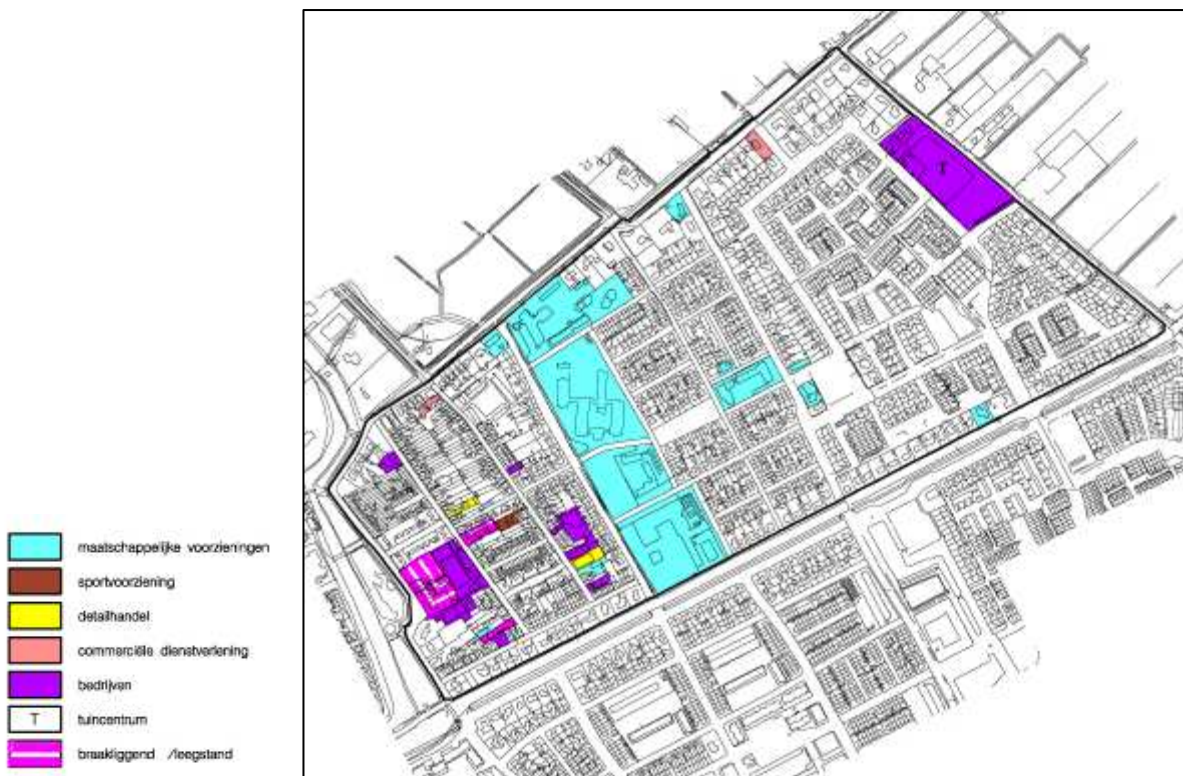 T
maatschappelijke voorzieningen
sportvoorziening
detailhandel
commerciële dienstverlening
bedrijven
T tuincentrum
braakliggend /leegstand